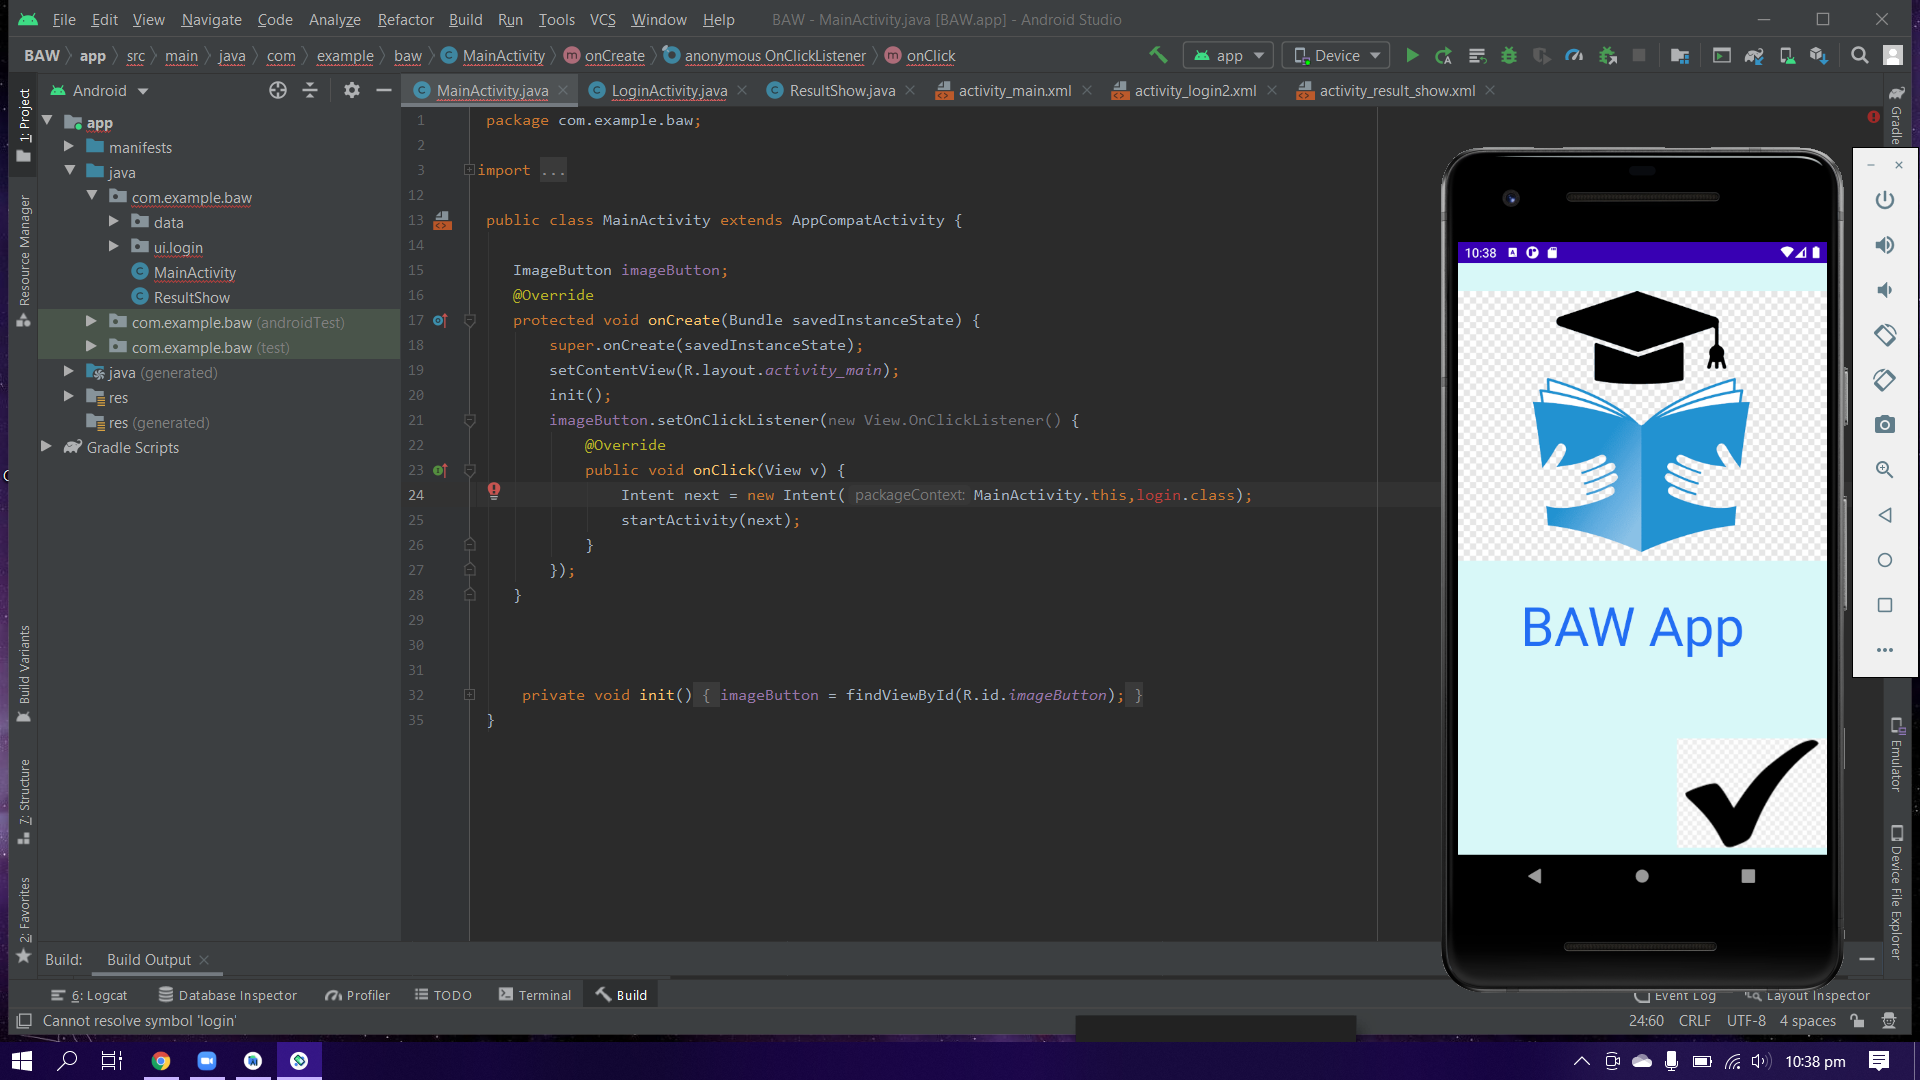 File Edit View Navigate Code Analyze Refactor Build Run Tools VCS Window Help BAW - MainActivity.java [BAW.app] - Android Studio
BAW app src main java com example baw MainActivity onCreate anonymous OnClickListener onClick app Device
1: Project
Resource Manager
Build Variants
7: Structure
2: Favorites
Android
app
manifests
java
com.example.baw
data
ui.login
MainActivity
ResultShow
com.example.baw (androidTest)
com.example.baw (test)
java (generated)
res
res (generated)
Gradle Scripts
MainActivity.java LoginActivity.java ResultShow.java activity_main.xml activity_login2.xml activity_result_show.xml
1 package com.example.baw;
2
3 import ...
12
13 public class MainActivity extends AppCompatActivity {
14
15 ImageButton imageButton;
16 @Override
17 protected void onCreate(Bundle savedInstanceState) {
18 super.onCreate(savedInstanceState);
19 setContentView(R.layout.activity_main);
20 init();
21 imageButton.setOnClickListener(new View.OnClickListener() {
22 @Override
23 public void onClick(View v) {
24 Intent next = new Intent( packageContext: MainActivity.this,login.class);
25 startActivity(next);
26 }
27 });
28 }
29
30
31
32 private void init() { imageButton = findViewById(R.id.imageButton); }
35 }
10:38
BAW App
Gradle
Emulator
Device File Explorer
Build: Build Output
6: Logcat Database Inspector Profiler TODO Terminal Build Event Log Layout Inspector
Cannot resolve symbol 'login' 24:60 CRLF UTF-8 4 spaces
10:38 pm